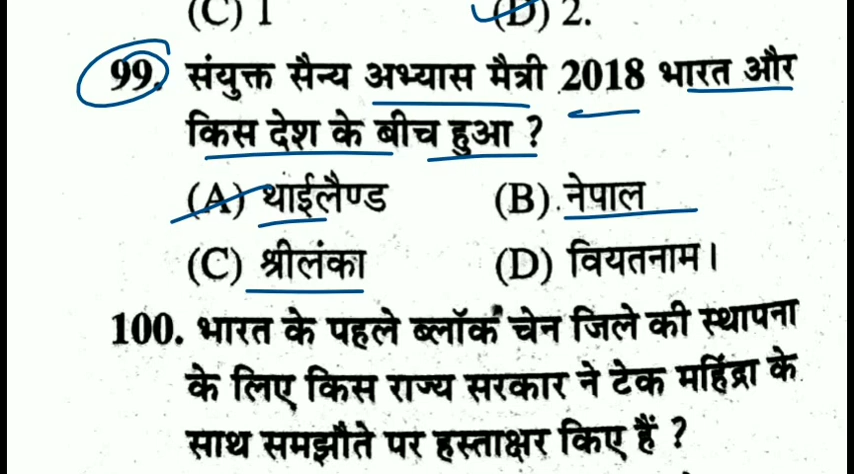 (C) 1 (D) 2.
99. संयुक्त सैन्य अभ्यास मैत्री 2018 भारत और
किस देश के बीच हुआ ?
(A) थाईलैण्ड (B) नेपाल
(C) श्रीलंका (D) वियतनाम।
100. भारत के पहले ब्लॉक चेन जिले की स्थापना
के लिए किस राज्य सरकार ने टेक महिंद्रा के
साथ समझौते पर हस्ताक्षर किए हैं ?